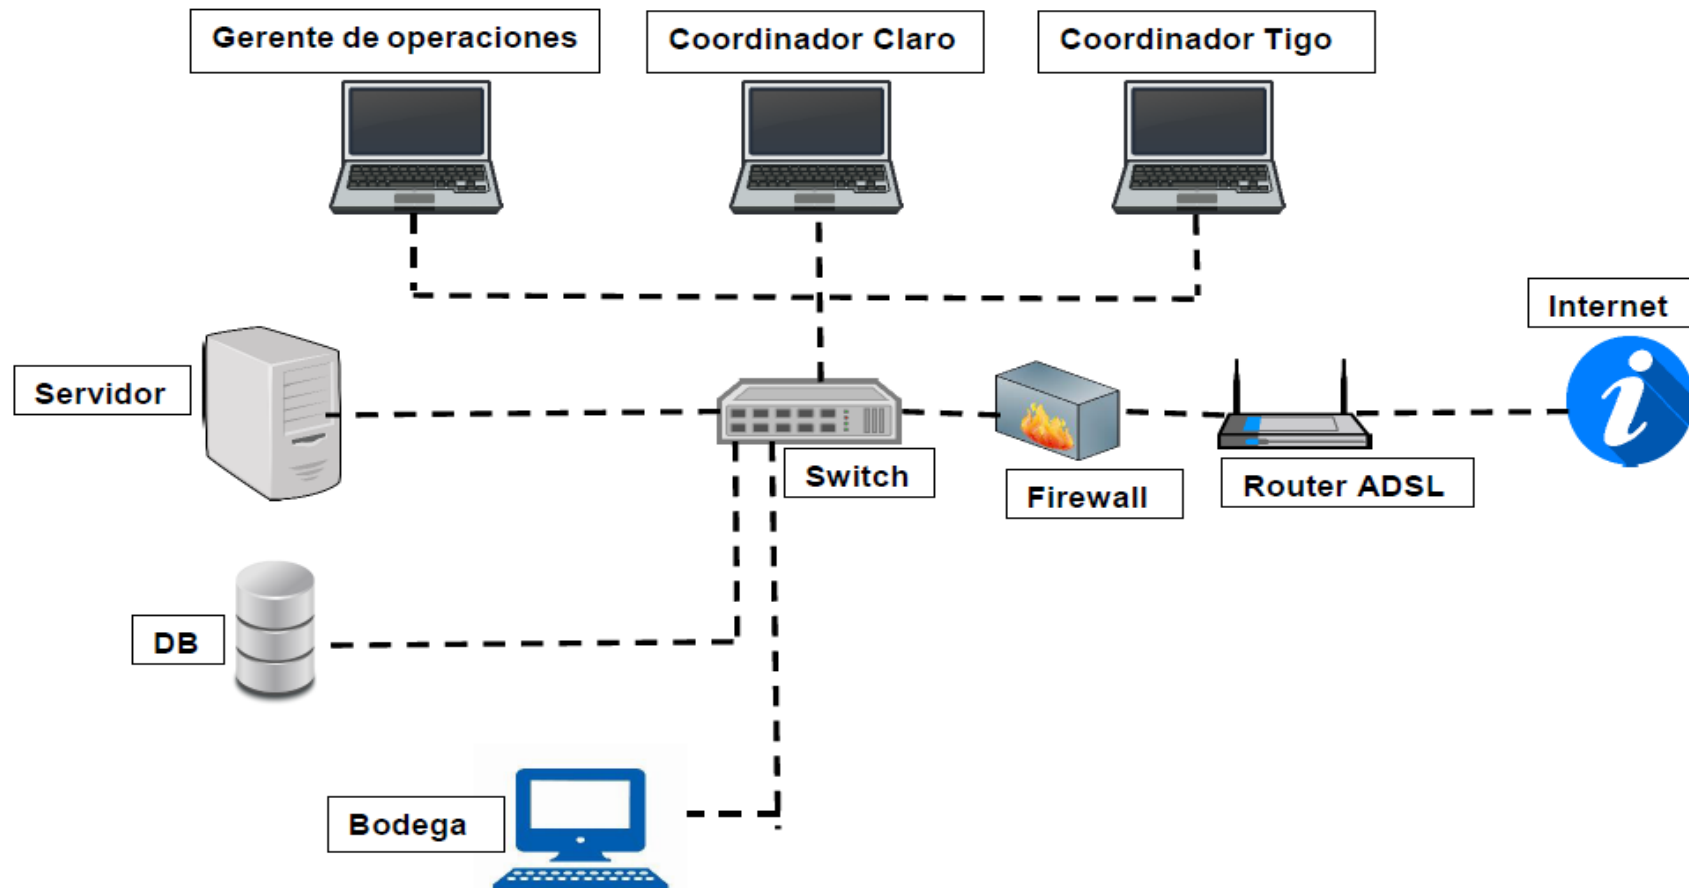 Gerente de operaciones
Coordinador Claro
Coordinador Tigo
Internet
Servidor
Switch
Firewall
Router ADSL
DB
Bodega